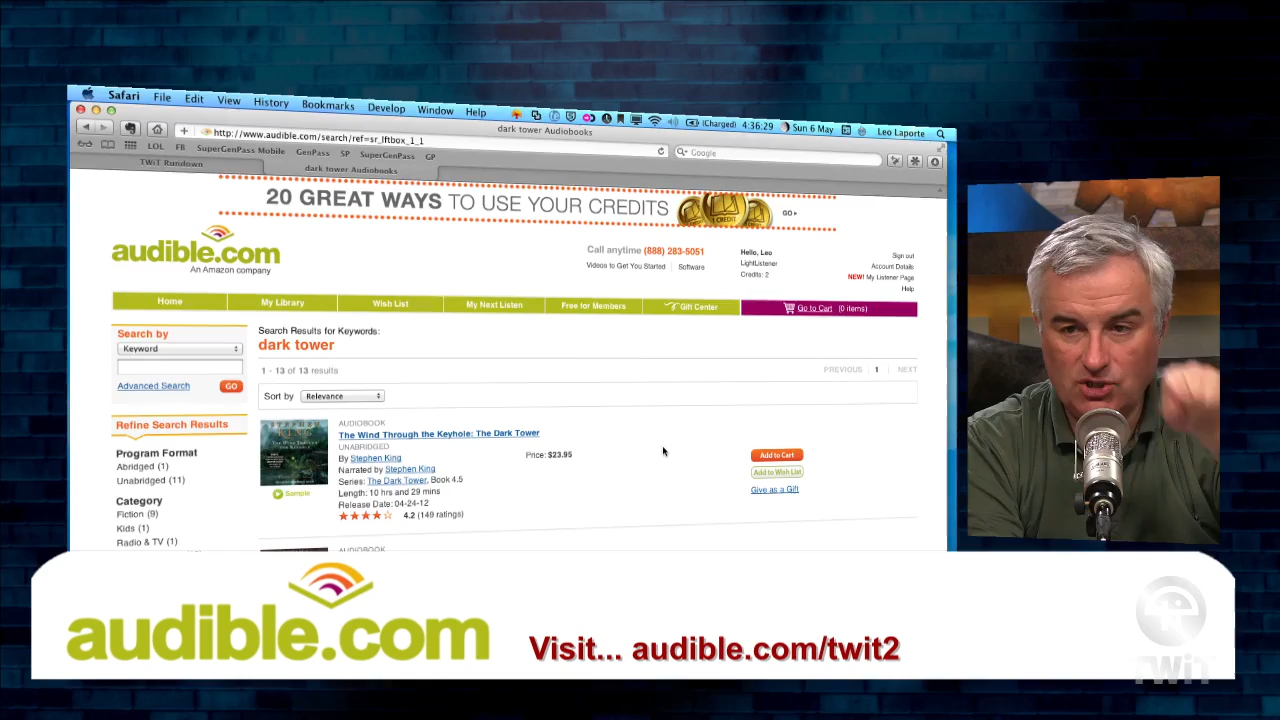 Safari File Edit View History Bookmarks Develop Window Help (Charged) 4:36:29 Sun 6 May Leo Laporte
dark tower Audiobooks
http://www.audible.com/search/ref=sr_lftbox_1_1
Google
LOL FB SuperGenPass Mobile GenPass SP SuperGenPass GP
TWiT Rundown
dark tower Audiobooks
20 GREAT WAYS TO USE YOUR CREDITS
1 CREDIT
GO
audible.com
An Amazon company
Call anytime (888) 283-5051
Videos to Get You Started | Software
Hello, Leo
LightListener
Credits: 2
Sign out
Account Details
NEW! My Listener Page
Help
Home My Library Wish List My Next Listen Free for Members Gift Center Go to Cart (0 items)
Search by
Keyword
Advanced Search GO
Refine Search Results
Program Format
Abridged (1)
Unabridged (11)
Category
Fiction (9)
Kids (1)
Radio & TV (1)
Search Results for Keywords:
dark tower
1 - 13 of 13 results
PREVIOUS | 1 | NEXT
Sort by Relevance
STEPHEN KING
Sample
AUDIOBOOK
The Wind Through the Keyhole: The Dark Tower
UNABRIDGED
By Stephen King
Narrated by Stephen King
Series: The Dark Tower, Book 4.5
Length: 10 hrs and 29 mins
Release Date: 04-24-12
4.2 (149 ratings)
Price: $23.95
Add to Cart
Add to Wish List
Give as a Gift
AUDIOBOOK
audible.com
Visit... audible.com/twit2
TWiT